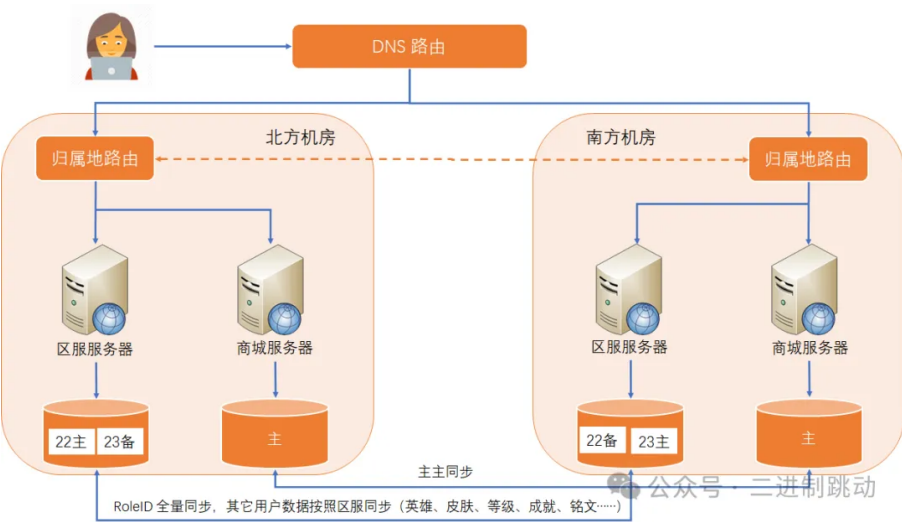 DNS 路由
北方机房
南方机房
归属地路由
归属地路由
区服服务器
商城服务器
区服服务器
商城服务器
22主
23备
主
22备
23主
主
主主同步
公众号 · 二进制跳动
RoleID 全量同步，其它用户数据按照区服同步（英雄、皮肤、等级、成就、铭文······）